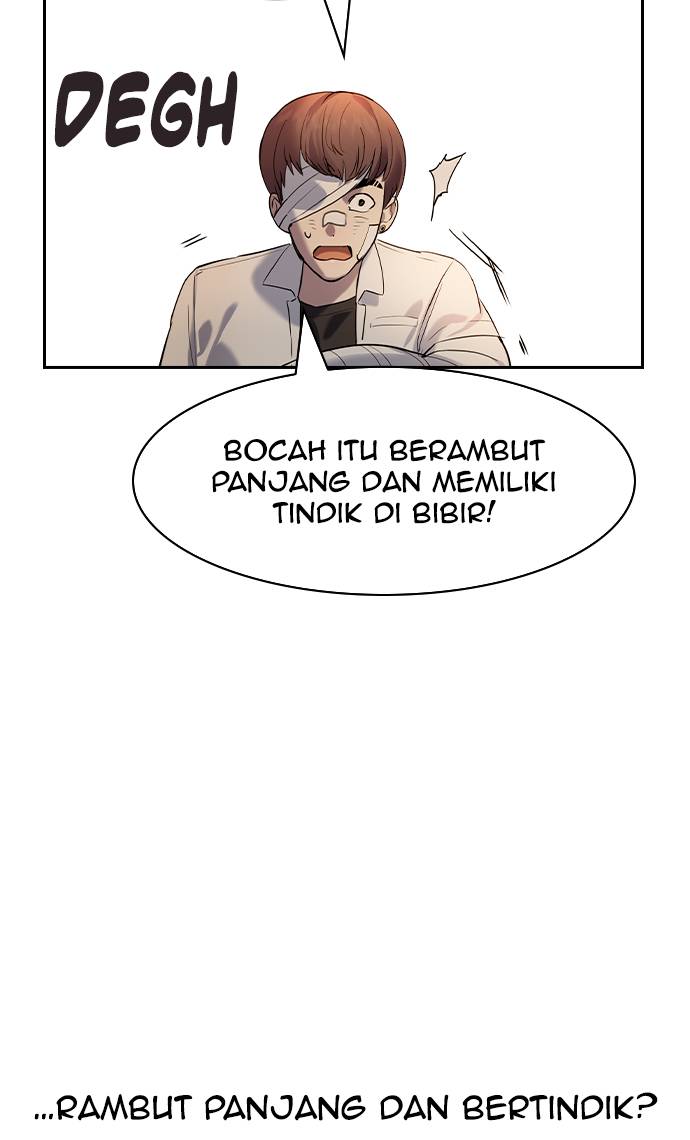 DEGH
BOCAH ITU BERAMBUT
PANJANG DAN MEMILIKI
TINDIK DI BIBIR!
...RAMBUT PANJANG DAN BERTINDIK?